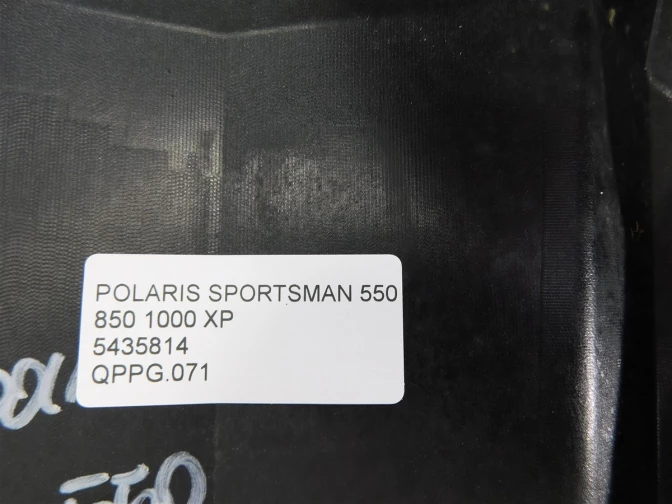 POLARIS SPORTSMAN 550
850 1000 XP
5435814
QPPG.071